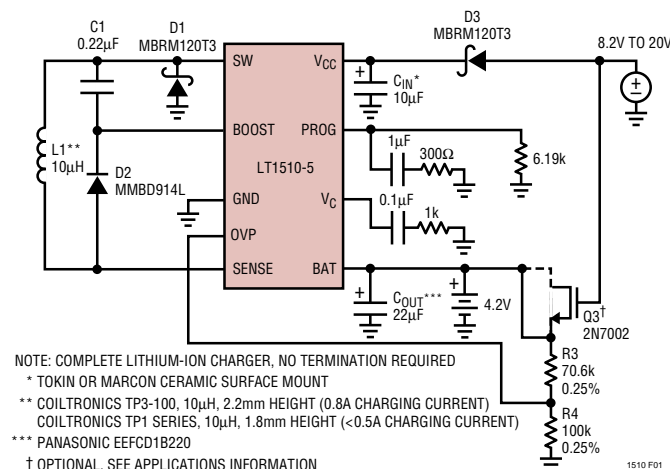 C1
0.22µF
D1
MBRM120T3
D3
MBRM120T3
8.2V TO 20V
SW
VCC
+
CIN*
10µF
+
–
BOOST
PROG
L1**
10µH
D2
MMBD914L
LT1510-5
1µF
300Ω
6.19k
GND
VC
0.1µF
1k
OVP
SENSE
BAT
+
COUT***
22µF
+
4.2V
Q3†
2N7002
R3
70.6k
0.25%
R4
100k
0.25%
NOTE: COMPLETE LITHIUM-ION CHARGER, NO TERMINATION REQUIRED
* TOKIN OR MARCON CERAMIC SURFACE MOUNT
** COILTRONICS TP3-100, 10µH, 2.2mm HEIGHT (0.8A CHARGING CURRENT)
COILTRONICS TP1 SERIES, 10µH, 1.8mm HEIGHT (<0.5A CHARGING CURRENT)
*** PANASONIC EEFCD1B220
† OPTIONAL, SEE APPLICATIONS INFORMATION
1510 F01